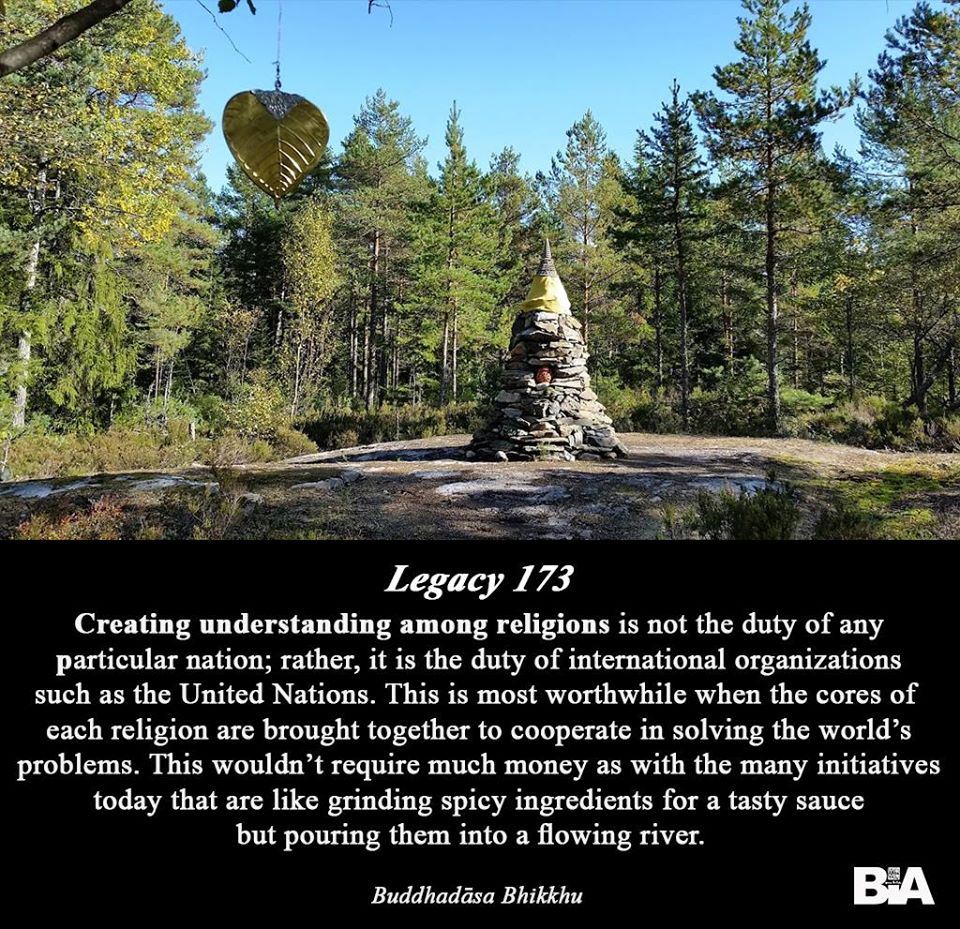 Legacy 173
Creating understanding among religions is not the duty of any
particular nation; rather, it is the duty of international organizations
such as the United Nations. This is most worthwhile when the cores of
each religion are brought together to cooperate in solving the world’s
problems. This wouldn’t require much money as with the many initiatives
today that are like grinding spicy ingredients for a tasty sauce
but pouring them into a flowing river.
Buddhadāsa Bhikkhu
BIA